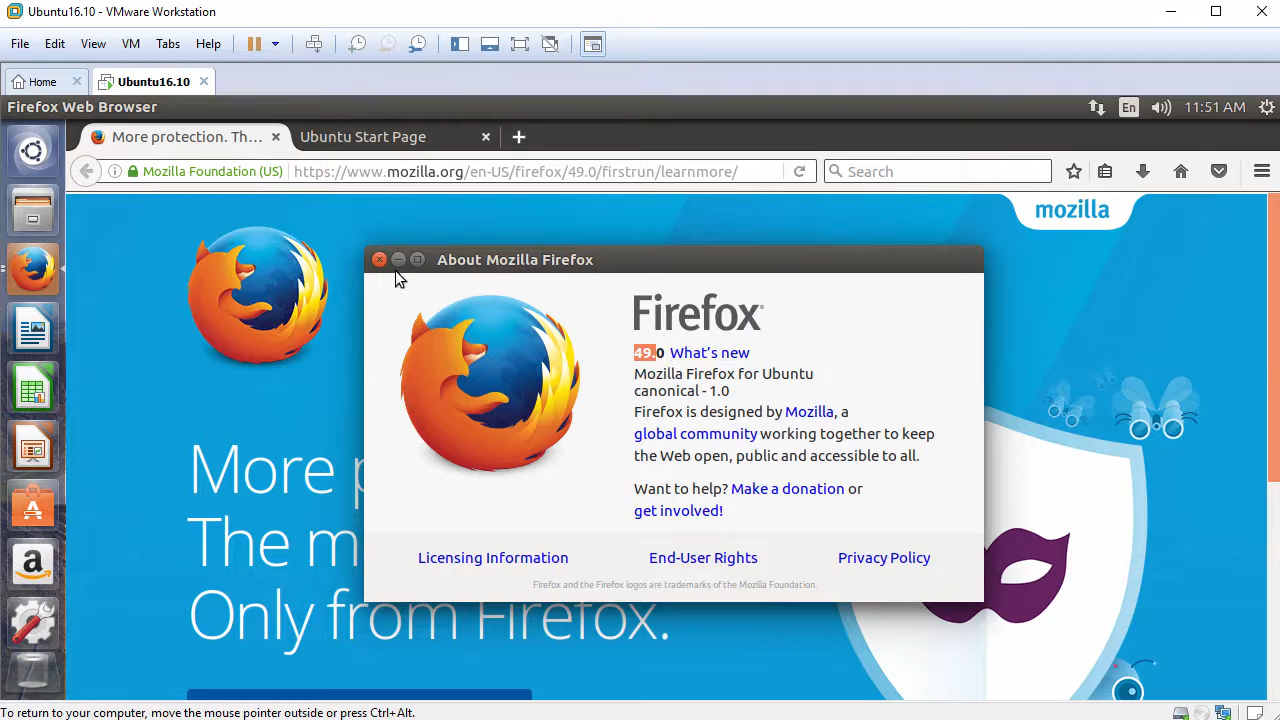 Ubuntu16.10 - VMware Workstation
File Edit View VM Tabs Help
Home Ubuntu16.10
Firefox Web Browser En 11:51 AM
More protection. Th... Ubuntu Start Page
Mozilla Foundation (US) https://www.mozilla.org/en-US/firefox/49.0/firstrun/learnmore/ Search
mozilla
About Mozilla Firefox
Firefox
49.0 What's new
Mozilla Firefox for Ubuntu
canonical - 1.0
Firefox is designed by Mozilla, a
global community working together to keep
the Web open, public and accessible to all.
Want to help? Make a donation or
get involved!
Licensing Information End-User Rights Privacy Policy
Firefox and the Firefox logos are trademarks of the Mozilla Foundation.
More p
The m
Only from Firefox.
To return to your computer, move the mouse pointer outside or press Ctrl+Alt.